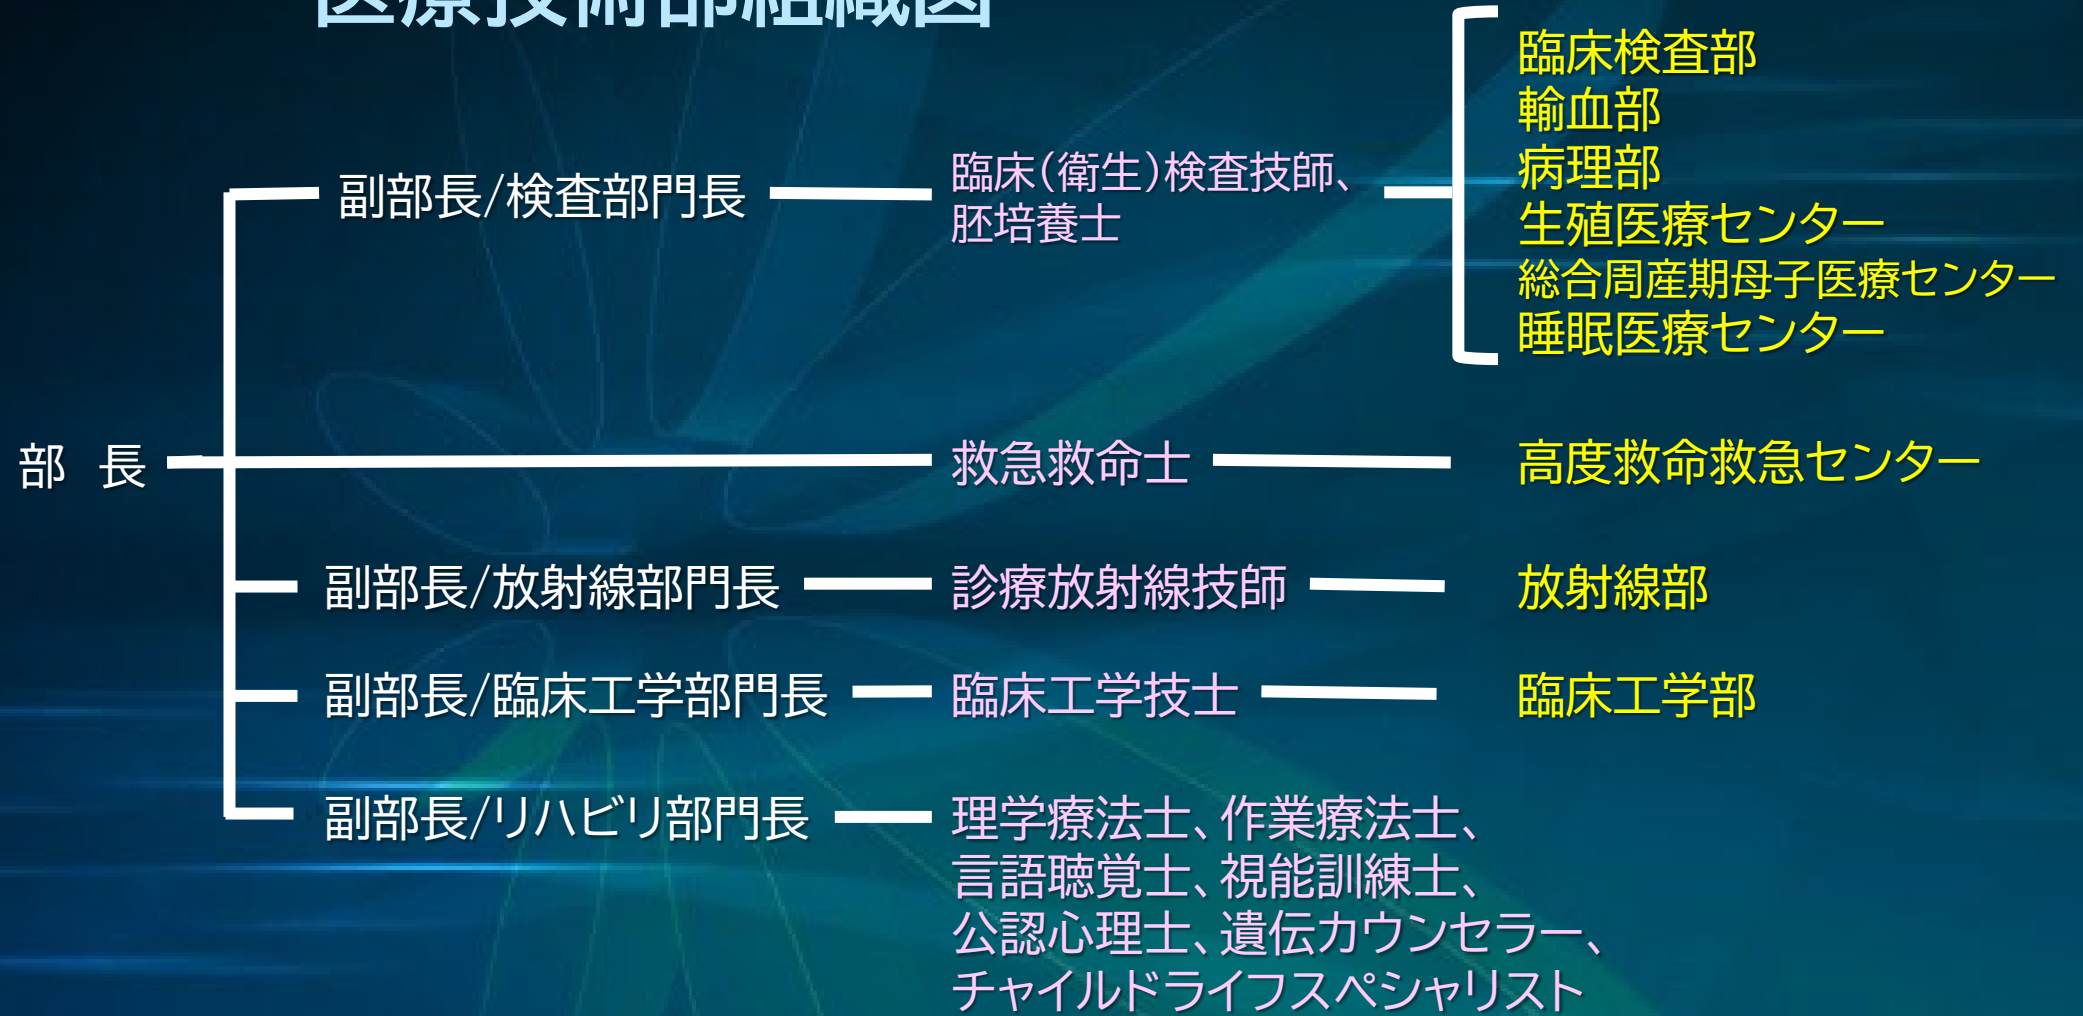 医療技術部組織図
臨床検査部
輸血部
病理部
生殖医療センター
総合周産期母子医療センター
睡眠医療センター
副部長/検査部門長
臨床(衛生)検査技師、
胚培養士
部 長
救急救命士
高度救命救急センター
副部長/放射線部門長
診療放射線技師
放射線部
副部長/臨床工学部門長
臨床工学技士
臨床工学部
副部長/リハビリ部門長
理学療法士、作業療法士、
言語聴覚士、視能訓練士、
公認心理士、遺伝カウンセラー、
チャイルドライフスペシャリスト